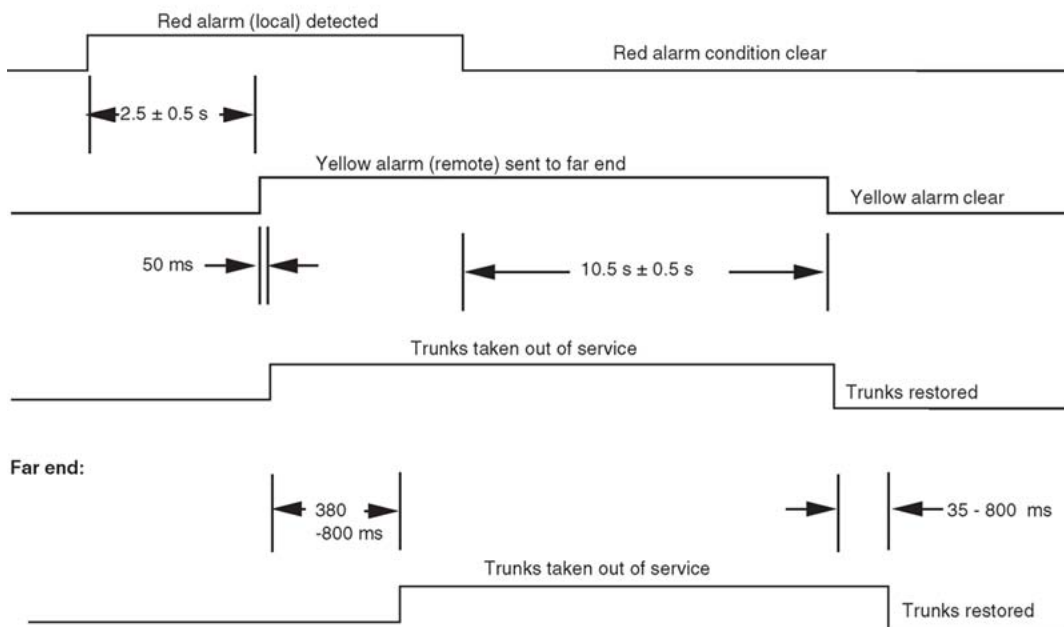 Red alarm (local) detected
Red alarm condition clear
2.5 ± 0.5 s
Yellow alarm (remote) sent to far end
Yellow alarm clear
50 ms
10.5 s ± 0.5 s
Trunks taken out of service
Trunks restored
Far end:
380
-800 ms
35 - 800 ms
Trunks taken out of service
Trunks restored